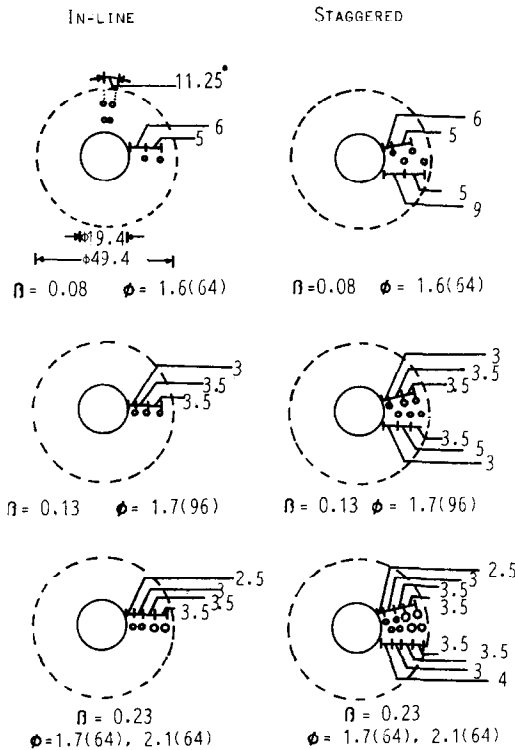 IN-LINE
STAGGERED
11.25°
6
5
6
5
5
9
ϕ19.4
ϕ49.4
β = 0.08 ϕ = 1.6(64)
β=0.08 ϕ = 1.6(64)
3
3.5
3.5
3
3.5
3.5
3.5
5
3
β = 0.13 ϕ = 1.7(96)
β = 0.13 ϕ = 1.7(96)
2.5
3
3.5
3.5
2.5
3
3.5
3.5
3.5
3.5
3
4
β = 0.23
ϕ=1.7(64), 2.1(64)
β = 0.23
ϕ = 1.7(64), 2.1(64)